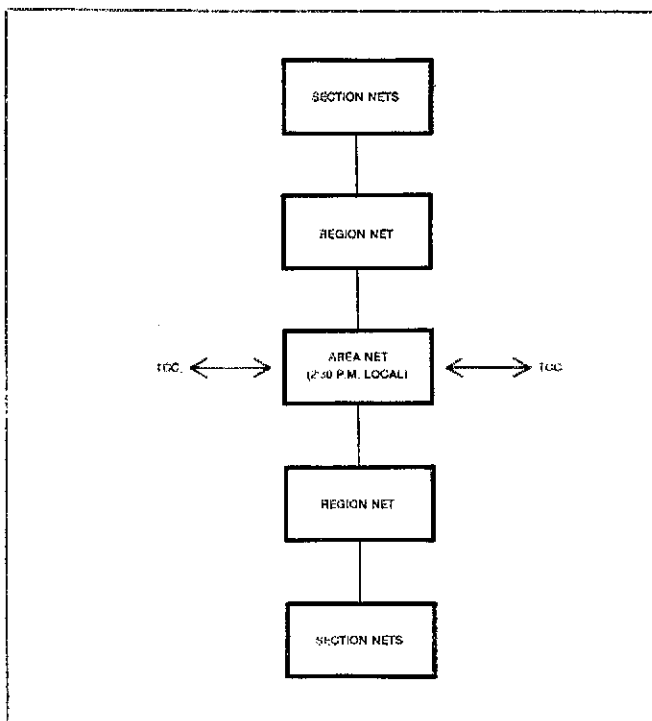 SECTION NETS
REGION NET
AREA NET
(2:30 P.M. LOCAL)
TCC
TCC
REGION NET
SECTION NETS